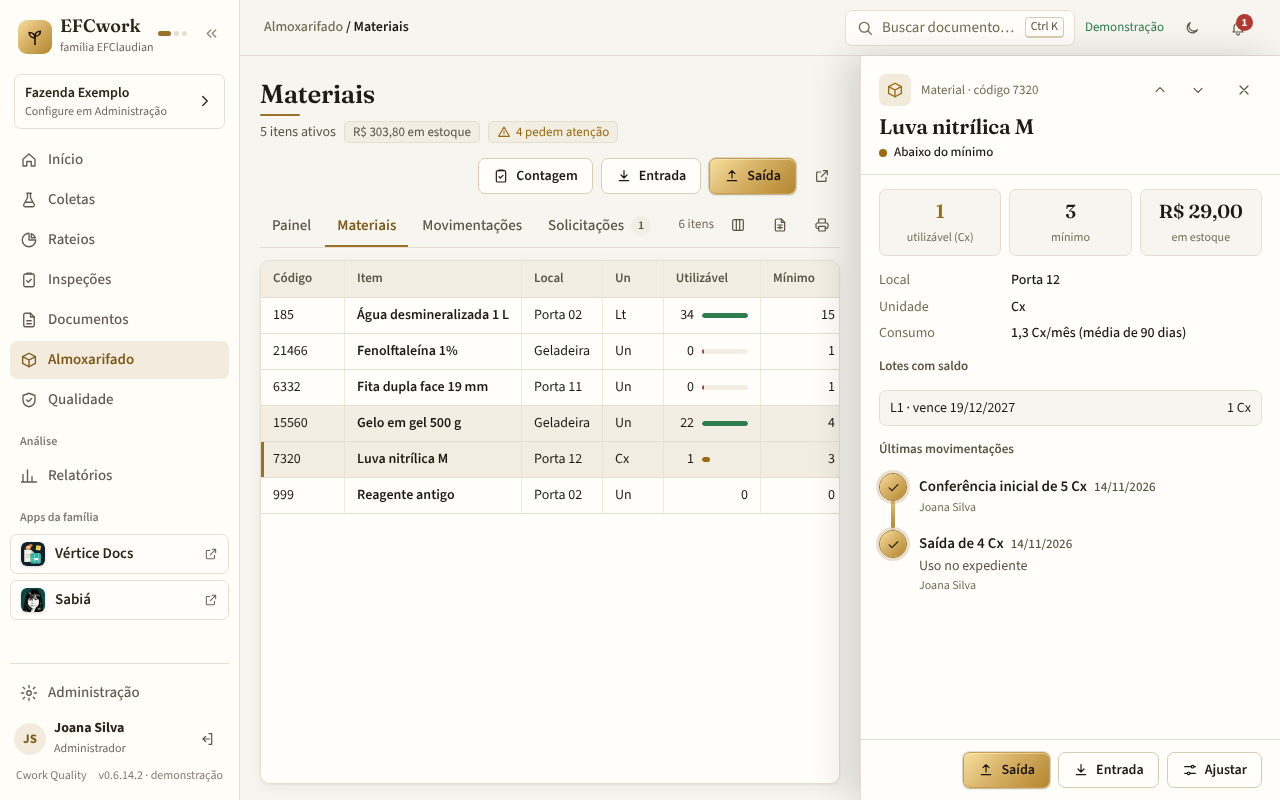 EFCwork
família EFClaudian
Fazenda Exemplo
Configure em Administração
Início
Coletas
Rateios
Inspeções
Documentos
Almoxarifado
Qualidade
Análise
Relatórios
Apps da família
Vértice Docs
Sabiá
Administração
JS
Joana Silva
Administrador
Cwork Quality v0.6.14.2 · demonstração
Almoxarifado / Materiais
Buscar documento… Ctrl K
Demonstração
1
Materiais
5 itens ativos R$ 303,80 em estoque 4 pedem atenção
Contagem Entrada Saída
Painel Materiais Movimentações Solicitações 1 6 itens
Código Item Local Un Utilizável Mínimo
185 Água desmineralizada 1 L Porta 02 Lt 34 15
21466 Fenolftaleína 1% Geladeira Un 0 1
6332 Fita dupla face 19 mm Porta 11 Un 0 1
15560 Gelo em gel 500 g Geladeira Un 22 4
7320 Luva nitrílica M Porta 12 Cx 1 3
999 Reagente antigo Porta 02 Un 0 0
Material · código 7320
Luva nitrílica M
Abaixo do mínimo
1 3 R$ 29,00
utilizável (Cx) mínimo em estoque
Local Porta 12
Unidade Cx
Consumo 1,3 Cx/mês (média de 90 dias)
Lotes com saldo
L1 · vence 19/12/2027 1 Cx
Últimas movimentações
Conferência inicial de 5 Cx 14/11/2026
Joana Silva
Saída de 4 Cx 14/11/2026
Uso no expediente
Joana Silva
Saída Entrada Ajustar